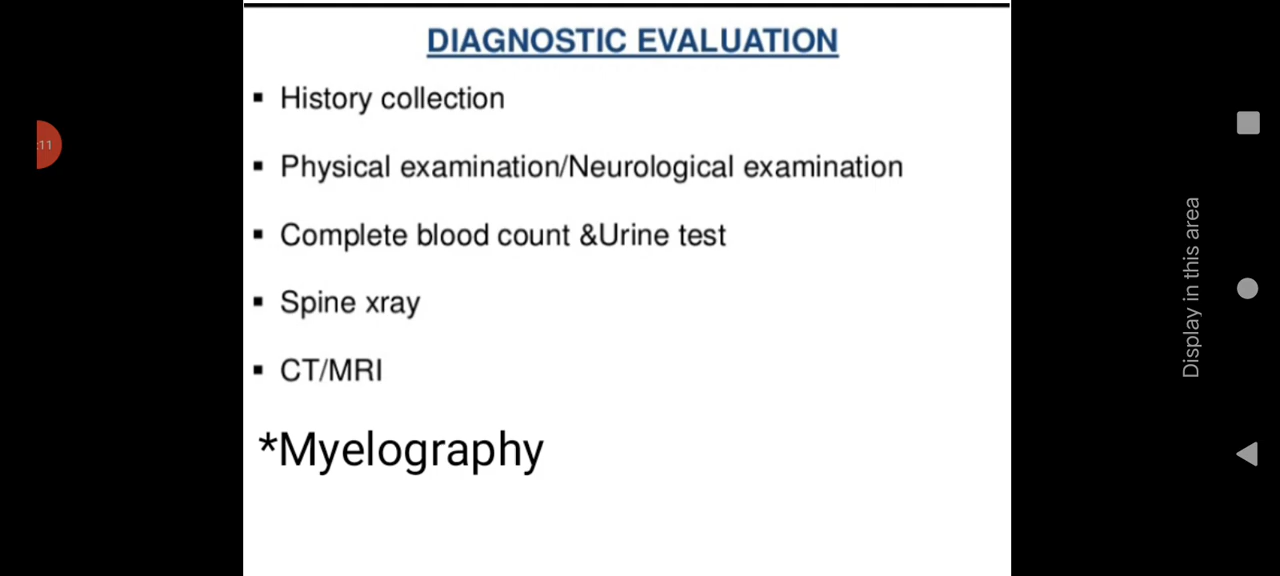 DIAGNOSTIC EVALUATION
▪ History collection
▪ Physical examination/Neurological examination
▪ Complete blood count &Urine test
▪ Spine xray
▪ CT/MRI
*Myelography
:11
Display in this area